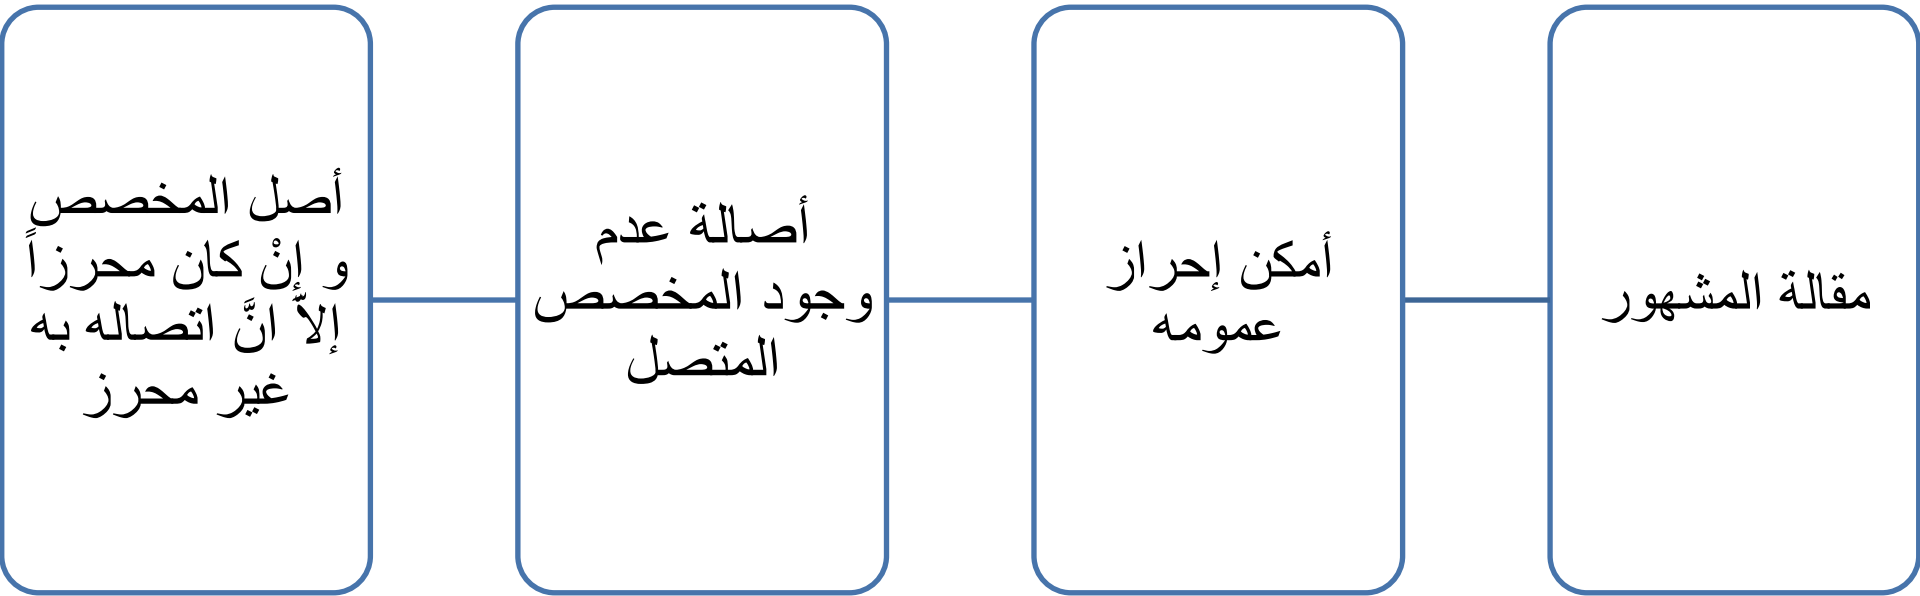 مقالة المشهور
أمكن إحراز
عمومه
أصالة عدم
وجود المخصص
المتصل
أصل المخصص
و إنْ كان محرزاً
إلاّ انَّ اتصاله به
غير محرز